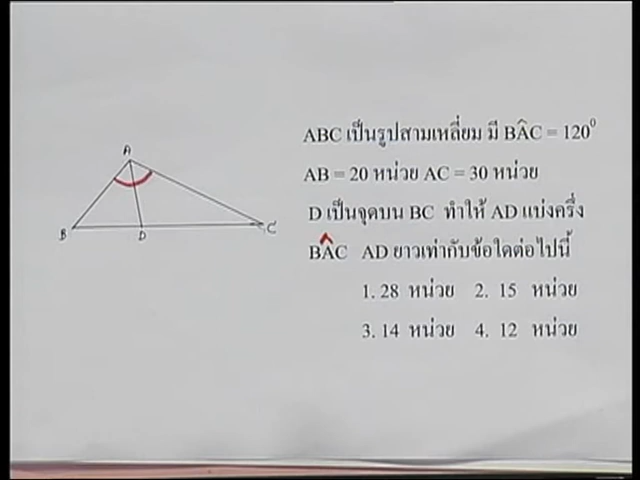 ABC เป็นรูปสามเหลี่ยม มี BÂC = 120⁰
AB = 20 หน่วย AC = 30 หน่วย
D เป็นจุดบน BC ทำให้ AD แบ่งครึ่ง
BÂC AD ยาวเท่ากับข้อใดต่อไปนี้
1. 28 หน่วย 2. 15 หน่วย
3. 14 หน่วย 4. 12 หน่วย
A
B D C